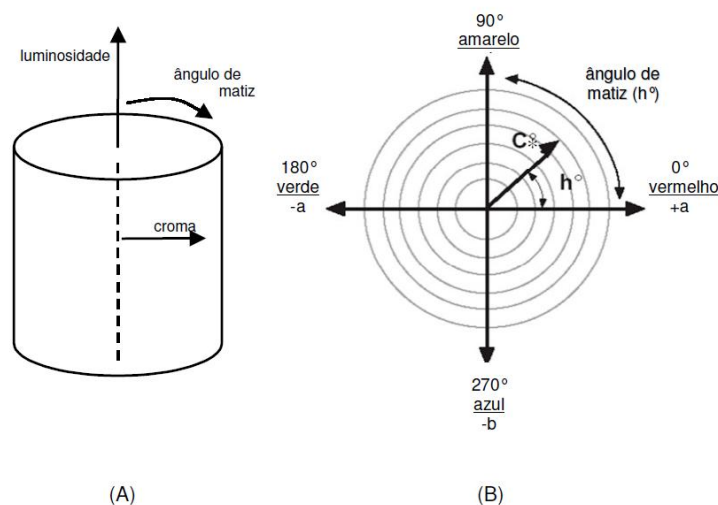 luminosidade
ângulo de
matiz
croma
(A)
90°
amarelo
ângulo de
matiz (h°)
C*
h°
180°
verde
-a
0°
vermelho
+a
270°
azul
-b
(B)